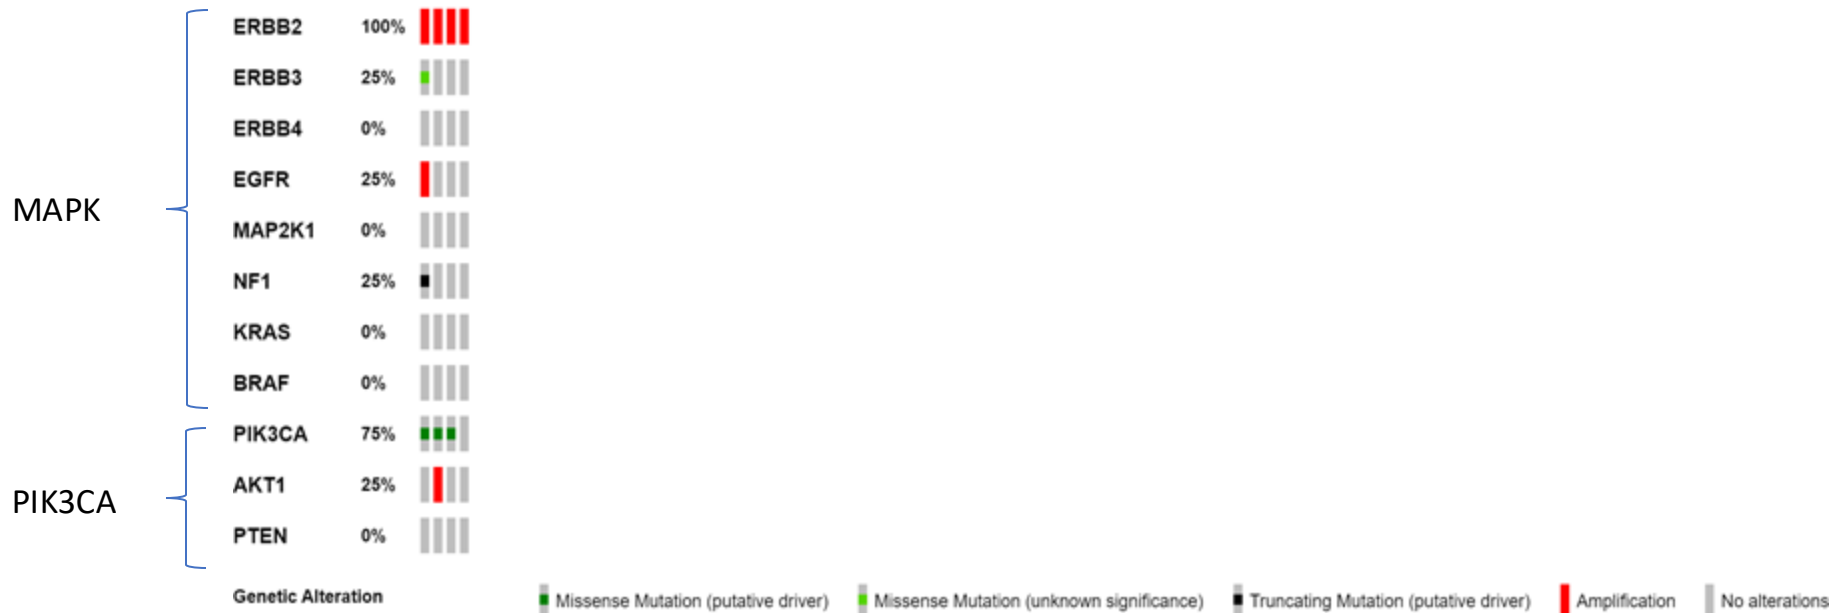 ERBB2 100%
ERBB3 25%
ERBB4 0%
EGFR 25%
MAPK
MAP2K1 0%
NF1 25%
KRAS 0%
BRAF 0%
PIK3CA 75%
AKT1 25%
PIK3CA
PTEN 0%
Genetic Alteration Missense Mutation (putative driver) Missense Mutation (unknown significance) Truncating Mutation (putative driver) Amplification No alterations